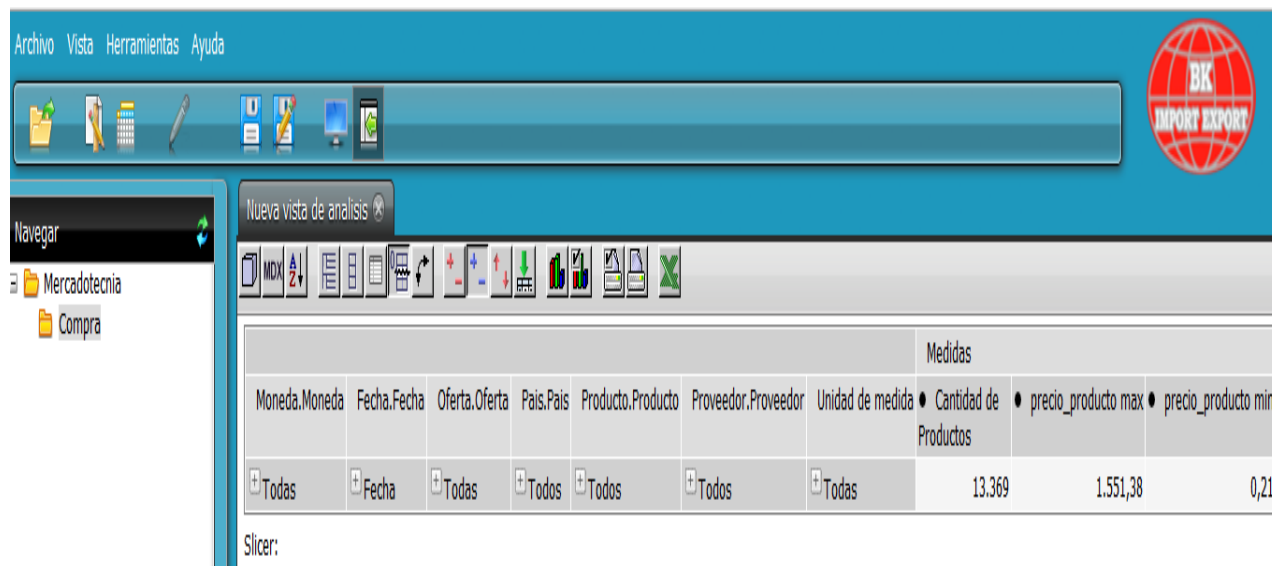 Archivo Vista Herramientas Ayuda
BK
IMPORT EXPORT
Navegar
Mercadotecnia
Compra
Nueva vista de analisis
MDX
Medidas
Moneda.Moneda Fecha.Fecha Oferta.Oferta Pais.Pais Producto.Producto Proveedor.Proveedor Unidad de medida ● Cantidad de Productos ● precio_producto max ● precio_producto min
Todas Fecha Todas Todos Todos Todos Todas 13.369 1.551,38 0,21
Slicer: